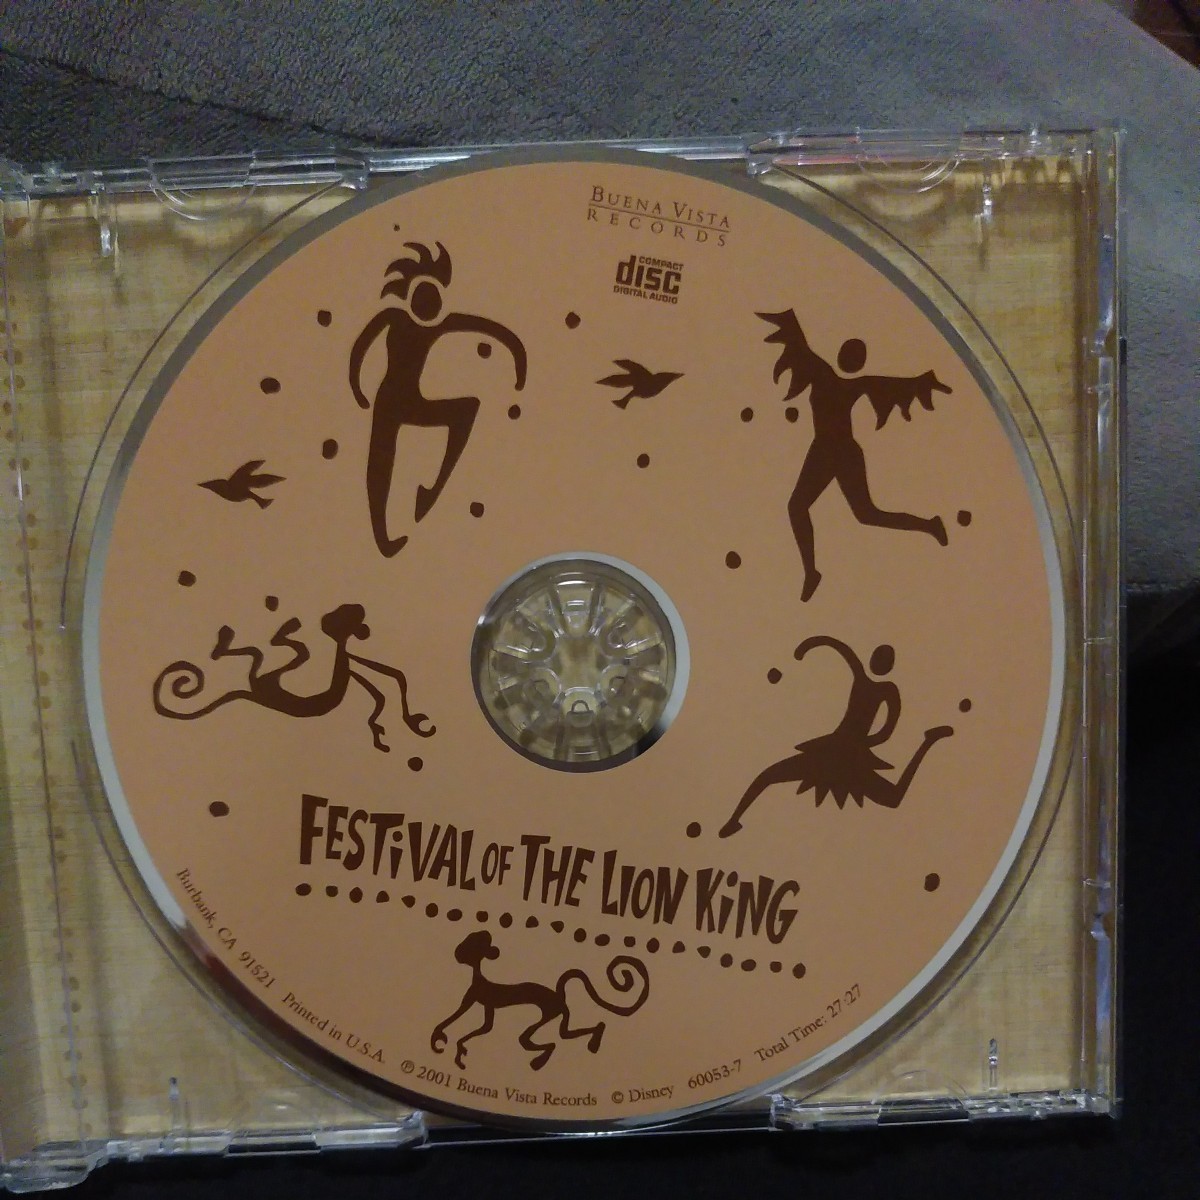 BUENA VISTA
RECORDS
COMPACT
disc
DIGITAL AUDIO
FESTiVAL OF THE LION KiNG
Burbank, CA 91521 Printed in U.S.A. ℗ 2001 Buena Vista Records © Disney 60053-7 Total Time: 27:27